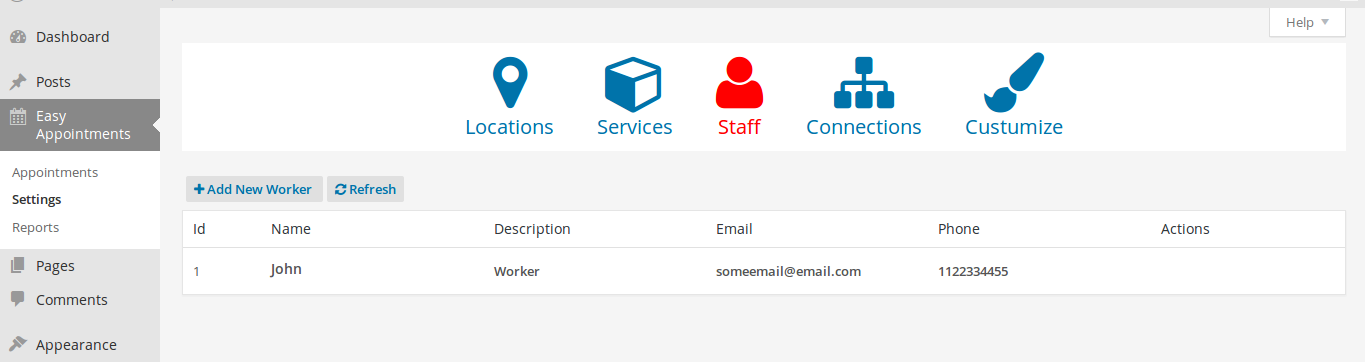 Help
Dashboard
Posts
Easy
Appointments
Appointments
Settings
Reports
Pages
Comments
Appearance
Locations Services Staff Connections Custumize
Add New Worker Refresh
Id Name Description Email Phone Actions
1 John Worker someemail@email.com 1122334455